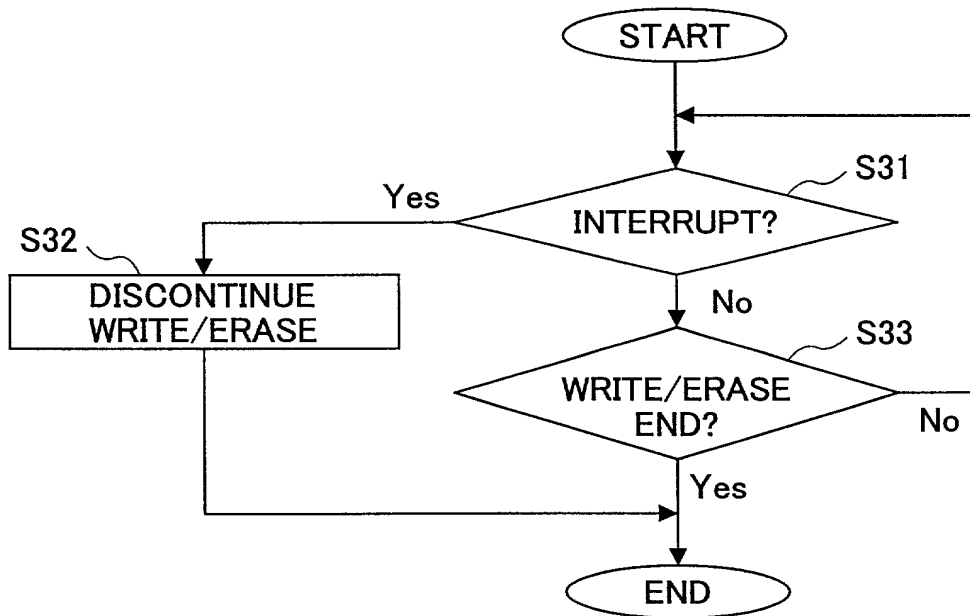 START
S31
Yes
INTERRUPT?
S32
DISCONTINUE
WRITE/ERASE
No
S33
WRITE/ERASE
END?
No
Yes
END